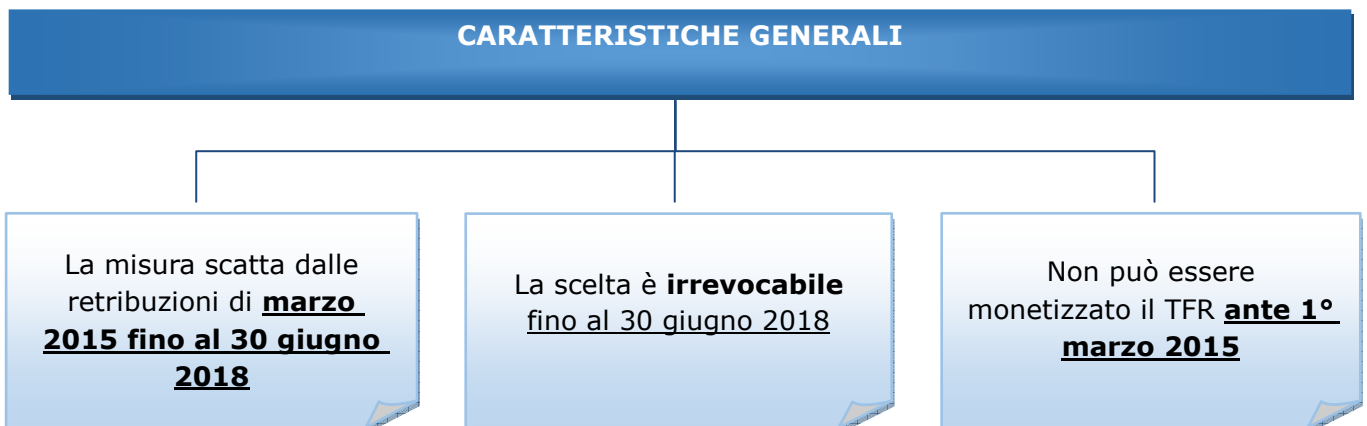 CARATTERISTICHE GENERALI
La misura scatta dalle
retribuzioni di marzo
2015 fino al 30 giugno
2018
La scelta è irrevocabile
fino al 30 giugno 2018
Non può essere
monetizzato il TFR ante 1°
marzo 2015